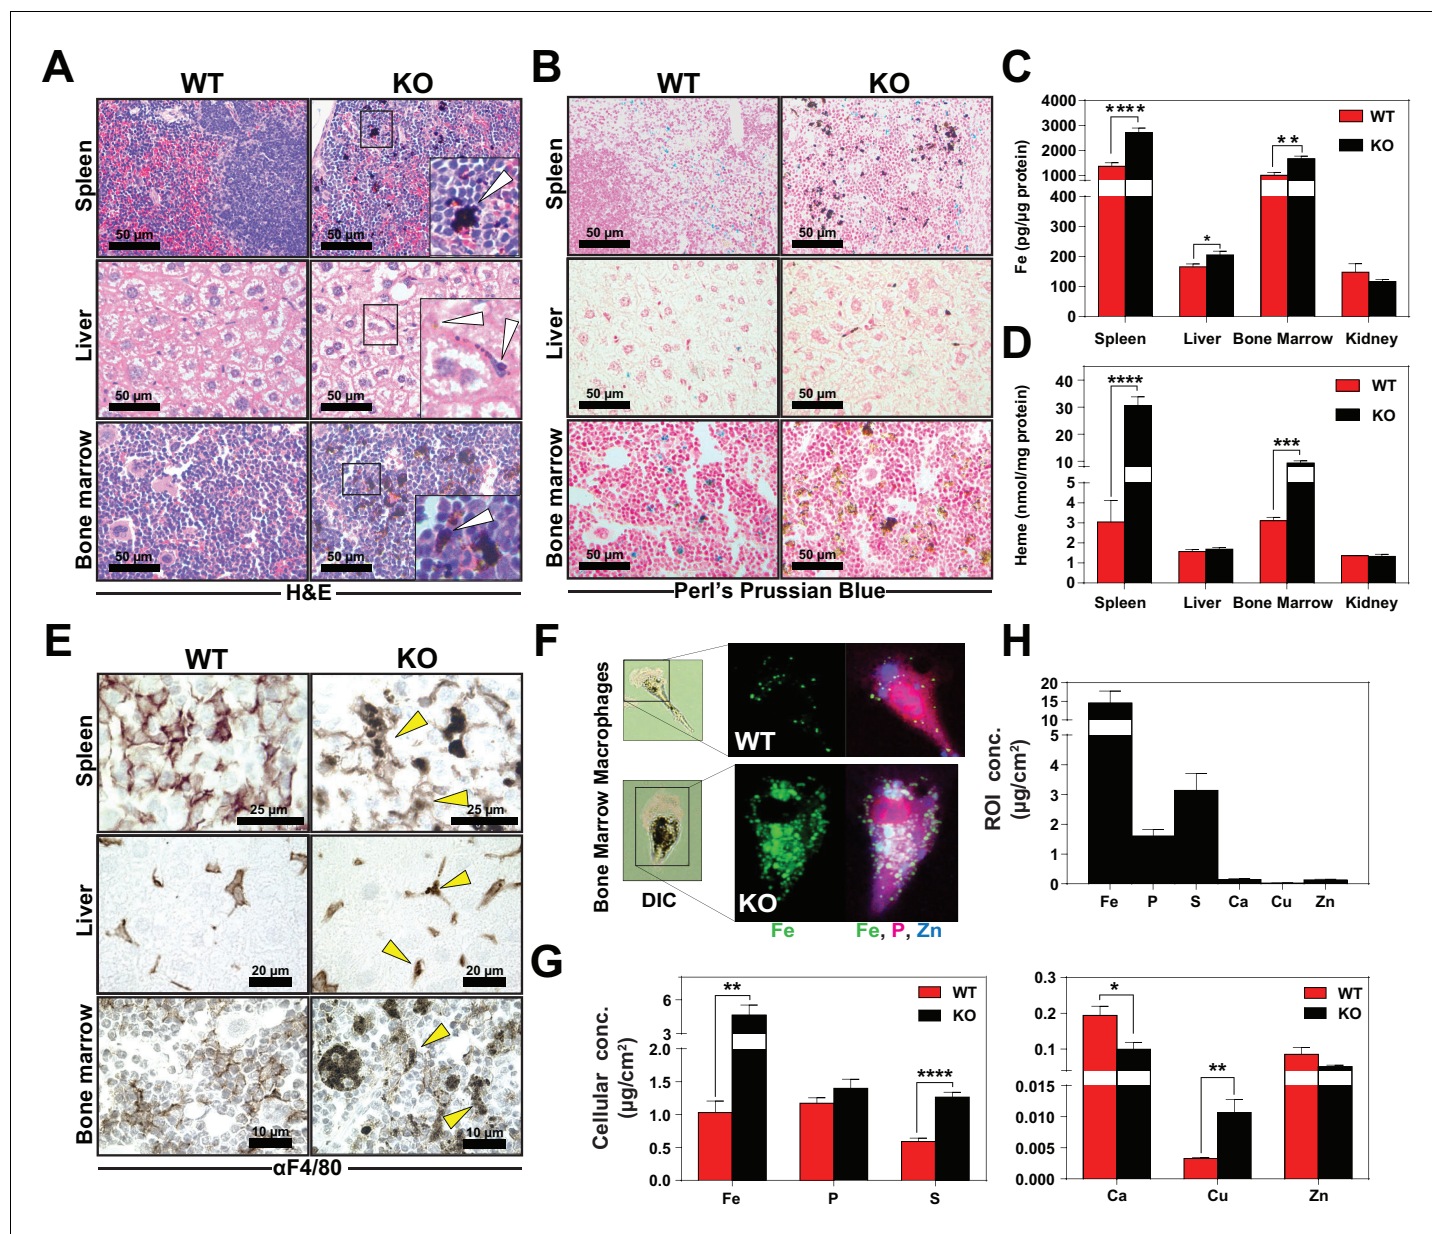 A
WT
KO
Spleen
50 µm
50 µm
Liver
50 µm
50 µm
Bone marrow
50 µm
50 µm
H&E
B
WT
KO
Spleen
50 µm
50 µm
Liver
50 µm
50 µm
Bone marrow
50 µm
50 µm
Perl's Prussian Blue
C
Fe (pg/µg protein)
4000
3000
2000
1000
400
300
200
100
0
****
*
**
WT
KO
Spleen Liver Bone Marrow Kidney
D
Heme (nmol/mg protein)
40
30
20
10
5
4
3
2
1
0
****
***
WT
KO
Spleen Liver Bone Marrow Kidney
E
WT
KO
Spleen
25 µm
25 µm
Liver
20 µm
20 µm
Bone marrow
10 µm
10 µm
αF4/80
F
Bone Marrow Macrophages
WT
KO
DIC
Fe
Fe, P, Zn
H
ROI conc.
(µg/cm²)
20
15
10
5
4
3
2
1
0
Fe P S Ca Cu Zn
G
Cellular conc.
(µg/cm²)
6
3
2.0
1.5
1.0
0.5
0.0
**
****
WT
KO
Fe P S
0.3
0.2
0.1
0.015
0.010
0.005
0.000
*
**
WT
KO
Ca Cu Zn